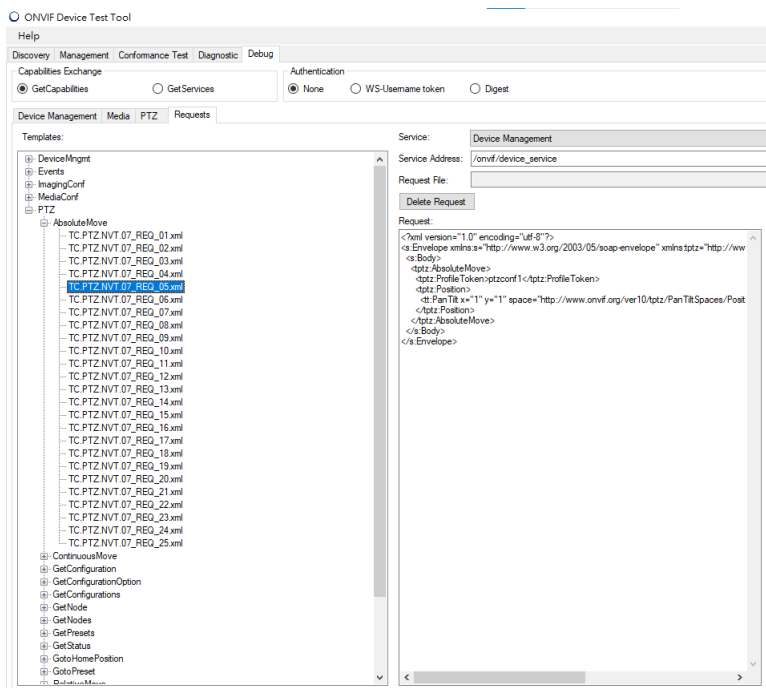 ONVIF Device Test Tool
Help
Discovery Management Conformance Test Diagnostic Debug
Capabilities Exchange
GetCapabilities GetServices
Authentication
None WS-Username token Digest
Device Management Media PTZ Requests
Templates:
DeviceMngmt
Events
ImagingConf
MediaConf
PTZ
AbsoluteMove
TC.PTZ.NVT.07_REQ_01.xml
TC.PTZ.NVT.07_REQ_02.xml
TC.PTZ.NVT.07_REQ_03.xml
TC.PTZ.NVT.07_REQ_04.xml
TC.PTZ.NVT.07_REQ_05.xml
TC.PTZ.NVT.07_REQ_06.xml
TC.PTZ.NVT.07_REQ_07.xml
TC.PTZ.NVT.07_REQ_08.xml
TC.PTZ.NVT.07_REQ_09.xml
TC.PTZ.NVT.07_REQ_10.xml
TC.PTZ.NVT.07_REQ_11.xml
TC.PTZ.NVT.07_REQ_12.xml
TC.PTZ.NVT.07_REQ_13.xml
TC.PTZ.NVT.07_REQ_14.xml
TC.PTZ.NVT.07_REQ_15.xml
TC.PTZ.NVT.07_REQ_16.xml
TC.PTZ.NVT.07_REQ_17.xml
TC.PTZ.NVT.07_REQ_18.xml
TC.PTZ.NVT.07_REQ_19.xml
TC.PTZ.NVT.07_REQ_20.xml
TC.PTZ.NVT.07_REQ_21.xml
TC.PTZ.NVT.07_REQ_22.xml
TC.PTZ.NVT.07_REQ_23.xml
TC.PTZ.NVT.07_REQ_24.xml
TC.PTZ.NVT.07_REQ_25.xml
ContinuousMove
GetConfiguration
GetConfigurationOption
GetConfigurations
GetNode
GetNodes
GetPresets
GetStatus
GotoHomePosition
GotoPreset
RelativeMove
Service: Device Management
Service Address: /onvif/device_service
Request File:
Delete Request
Request:
<?xml version="1.0" encoding="utf-8"?>
<s:Envelope xmlns:s="http://www.w3.org/2003/05/soap-envelope" xmlns:tptz="http://ww
<s:Body>
<tptz:AbsoluteMove>
<tptz:ProfileToken>ptzconf1</tptz:ProfileToken>
<tptz:Position>
<tt:PanTilt x="1" y="1" space="http://www.onvif.org/ver10/tptz/PanTiltSpaces/Posit
</tptz:Position>
</tptz:AbsoluteMove>
</s:Body>
</s:Envelope>